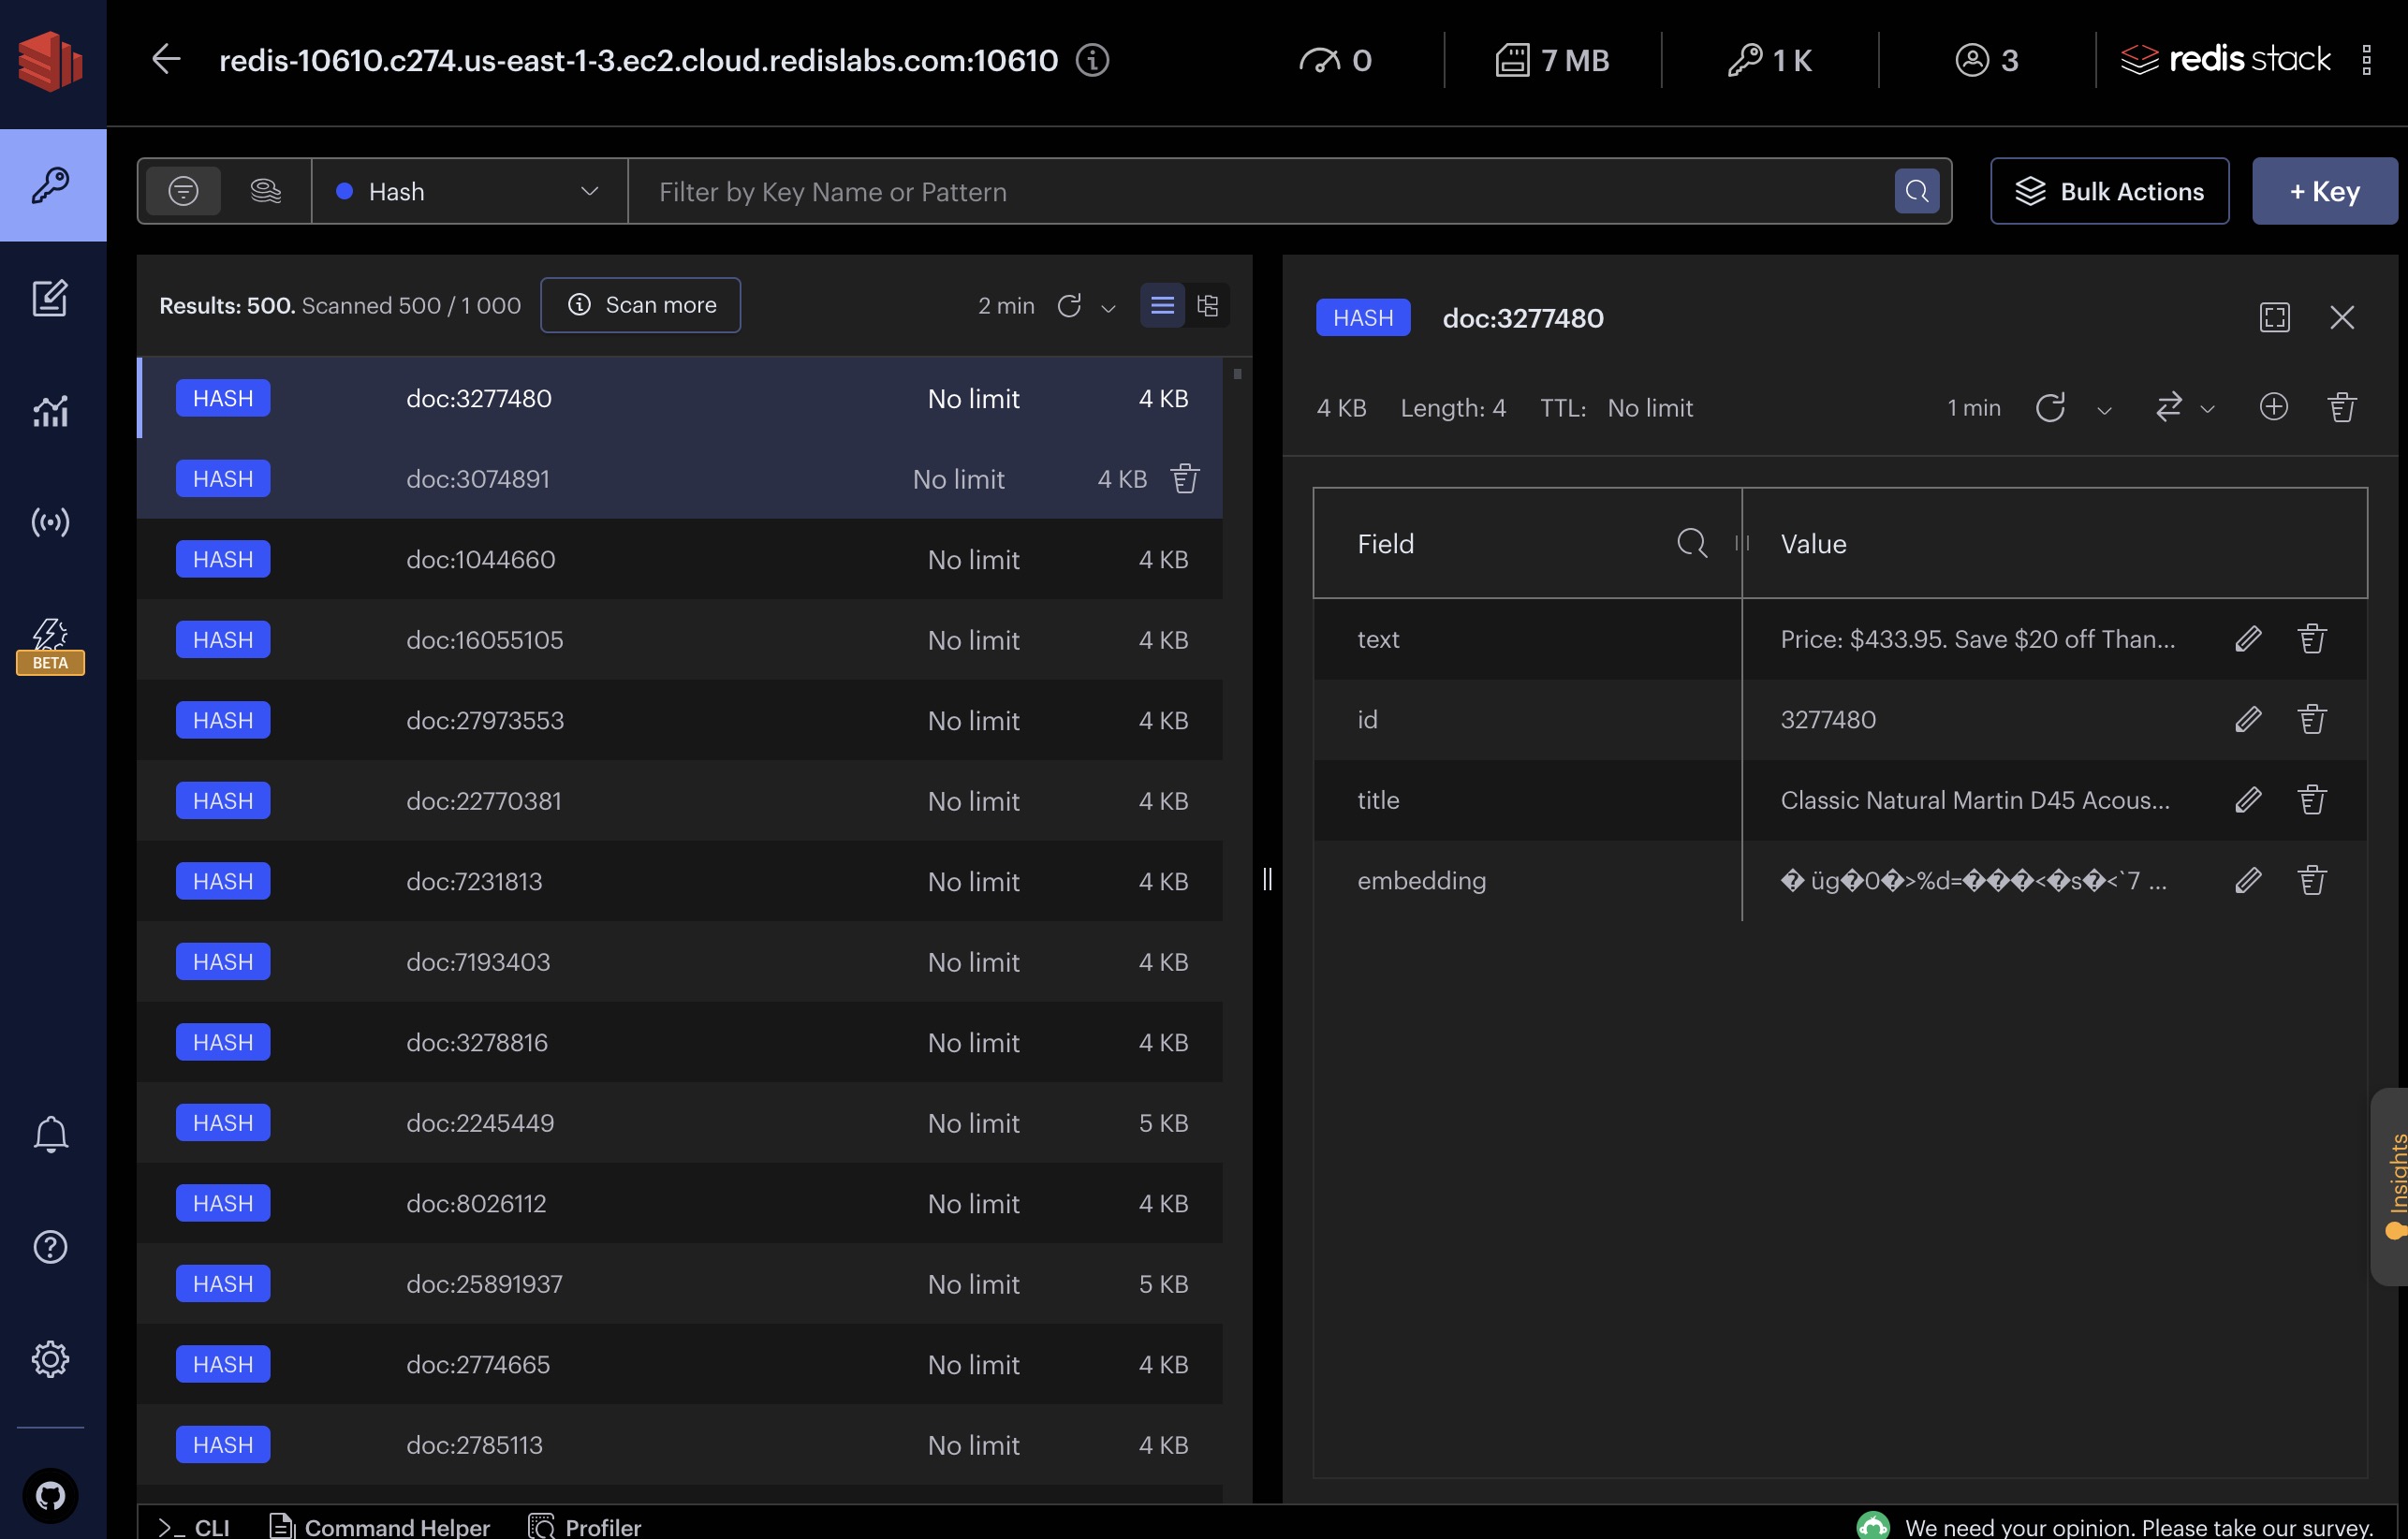 redis-10610.c274.us-east-1-3.ec2.cloud.redislabs.com:10610
0
7 MB
1 K
3
redis stack
Hash
Filter by Key Name or Pattern
Bulk Actions
+ Key
Results: 500. Scanned 500 / 1 000
Scan more
2 min
HASH doc:3277480 No limit 4 KB
HASH doc:3074891 No limit 4 KB
HASH doc:1044660 No limit 4 KB
HASH doc:16055105 No limit 4 KB
HASH doc:27973553 No limit 4 KB
HASH doc:22770381 No limit 4 KB
HASH doc:7231813 No limit 4 KB
HASH doc:7193403 No limit 4 KB
HASH doc:3278816 No limit 4 KB
HASH doc:2245449 No limit 5 KB
HASH doc:8026112 No limit 4 KB
HASH doc:25891937 No limit 5 KB
HASH doc:2774665 No limit 4 KB
HASH doc:2785113 No limit 4 KB
HASH doc:3277480
4 KB Length: 4 TTL: No limit 1 min
Field Value
text Price: $433.95. Save $20 off Than...
id 3277480
title Classic Natural Martin D45 Acous...
embedding � üg�0�>%d=���<�s�<`7 ...
BETA
Insights
>_ CLI
Command Helper
Profiler
We need your opinion. Please take our survey.